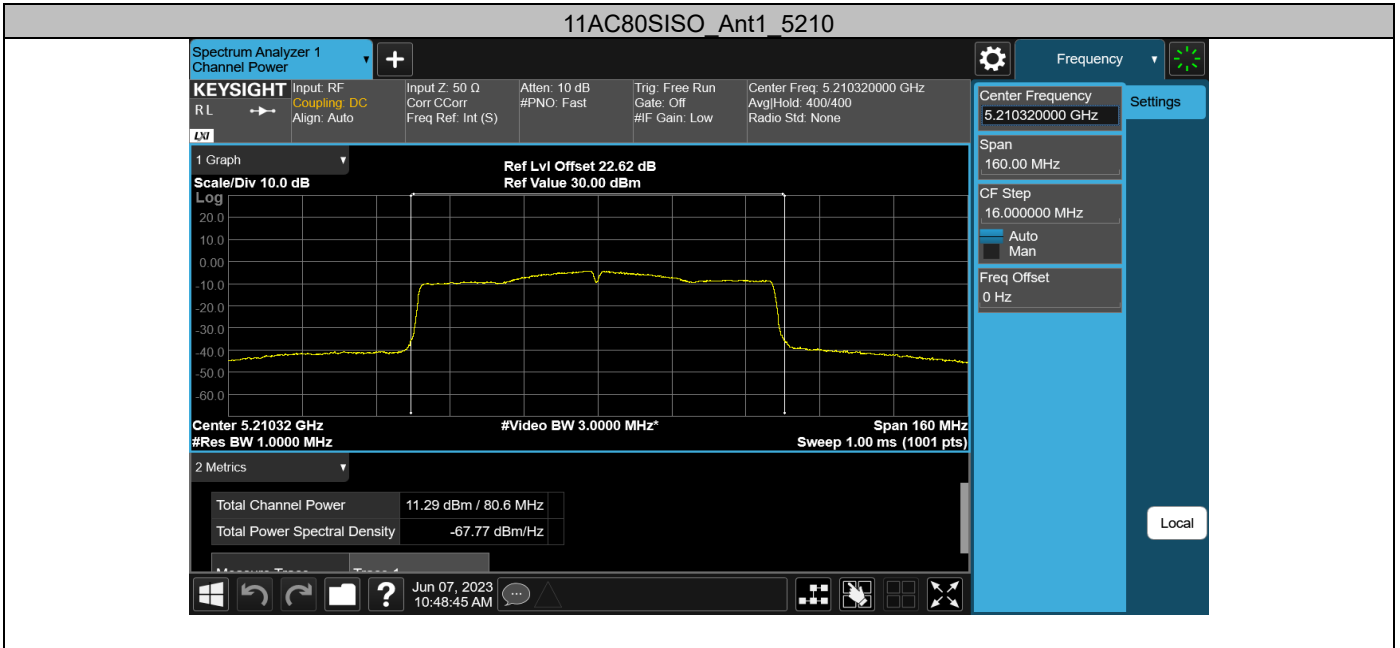 11AC80SISO_Ant1_5210
Spectrum Analyzer 1
Channel Power
Frequency
KEYSIGHT
R L
LXI
Input: RF
Coupling: DC
Align: Auto
Input Z: 50 Ω
Corr CCorr
Freq Ref: Int (S)
Atten: 10 dB
#PNO: Fast
Trig: Free Run
Gate: Off
#IF Gain: Low
Center Freq: 5.210320000 GHz
Avg|Hold: 400/400
Radio Std: None
Center Frequency
5.210320000 GHz
Settings
Span
160.00 MHz
CF Step
16.000000 MHz
Auto
Man
Freq Offset
0 Hz
Local
1 Graph
Scale/Div 10.0 dB
Ref Lvl Offset 22.62 dB
Ref Value 30.00 dBm
Log
20.0
10.0
0.00
-10.0
-20.0
-30.0
-40.0
-50.0
-60.0
Center 5.21032 GHz
#Video BW 3.0000 MHz*
Span 160 MHz
#Res BW 1.0000 MHz
Sweep 1.00 ms (1001 pts)
2 Metrics
Total Channel Power 11.29 dBm / 80.6 MHz
Total Power Spectral Density -67.77 dBm/Hz
Measure Trace Trace 1
?
Jun 07, 2023
10:48:45 AM